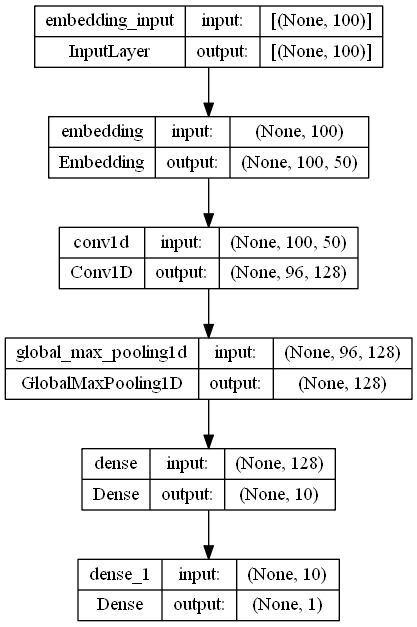 embedding_input input: [(None, 100)]
InputLayer output: [(None, 100)]
embedding input: (None, 100)
Embedding output: (None, 100, 50)
conv1d input: (None, 100, 50)
Conv1D output: (None, 96, 128)
global_max_pooling1d input: (None, 96, 128)
GlobalMaxPooling1D output: (None, 128)
dense input: (None, 128)
Dense output: (None, 10)
dense_1 input: (None, 10)
Dense output: (None, 1)